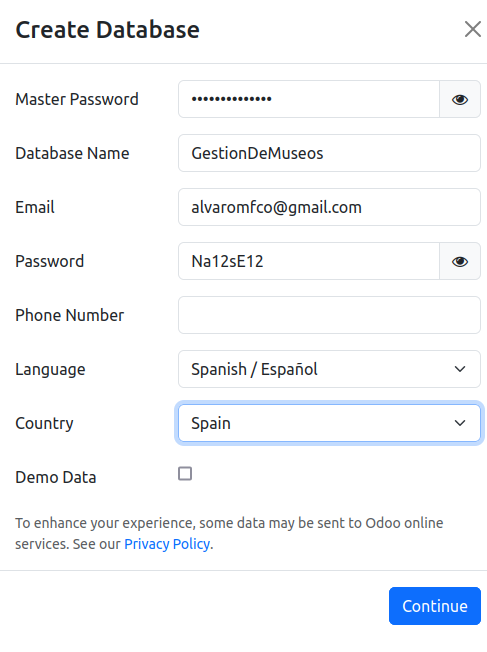 Create Database
Master Password ••••••••••••••
Database Name GestionDeMuseos
Email alvaromfco@gmail.com
Password Na12sE12
Phone Number
Language Spanish / Español
Country Spain
Demo Data
To enhance your experience, some data may be sent to Odoo online
services. See our Privacy Policy.
Continue